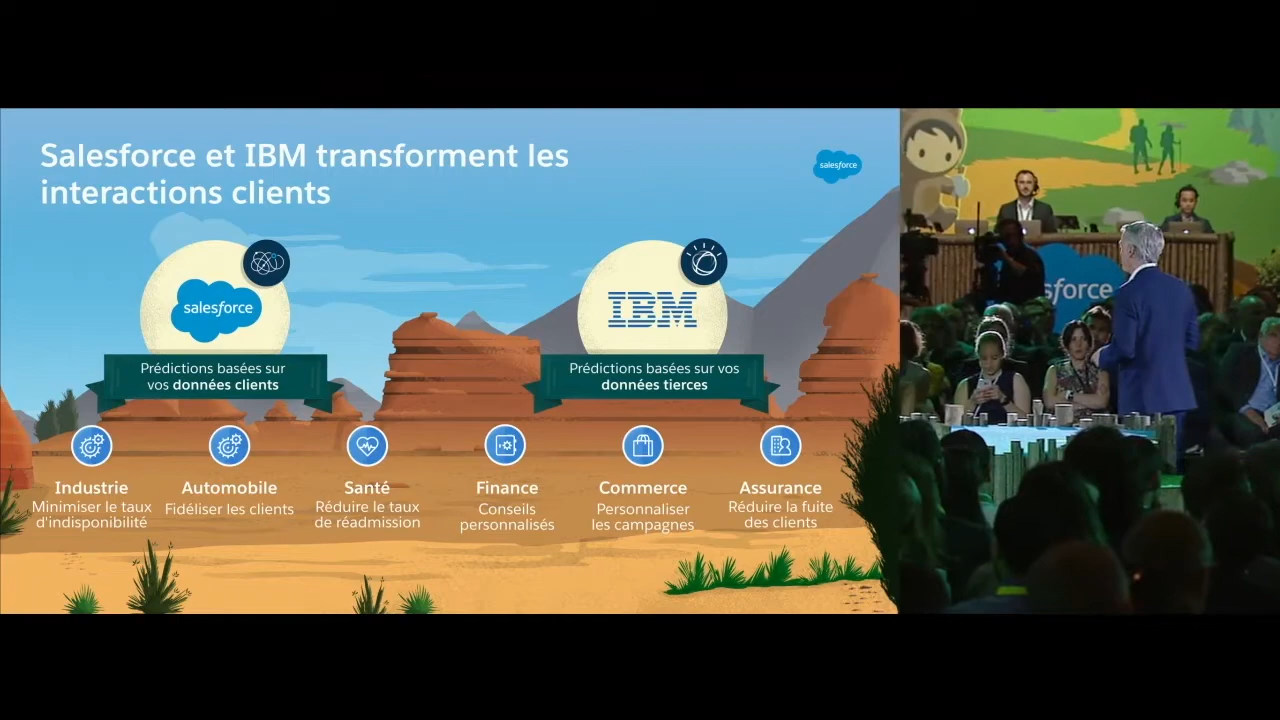 Salesforce et IBM transforment les
interactions clients
salesforce
salesforce
IBM
Prédictions basées sur
vos données clients
Prédictions basées sur vos
données tierces
Industrie
Minimiser le taux
d'indisponibilité
Automobile
Fidéliser les clients
Santé
Réduire le taux
de réadmission
Finance
Conseils
personnalisés
Commerce
Personnaliser
les campagnes
Assurance
Réduire la fuite
des clients
sforce